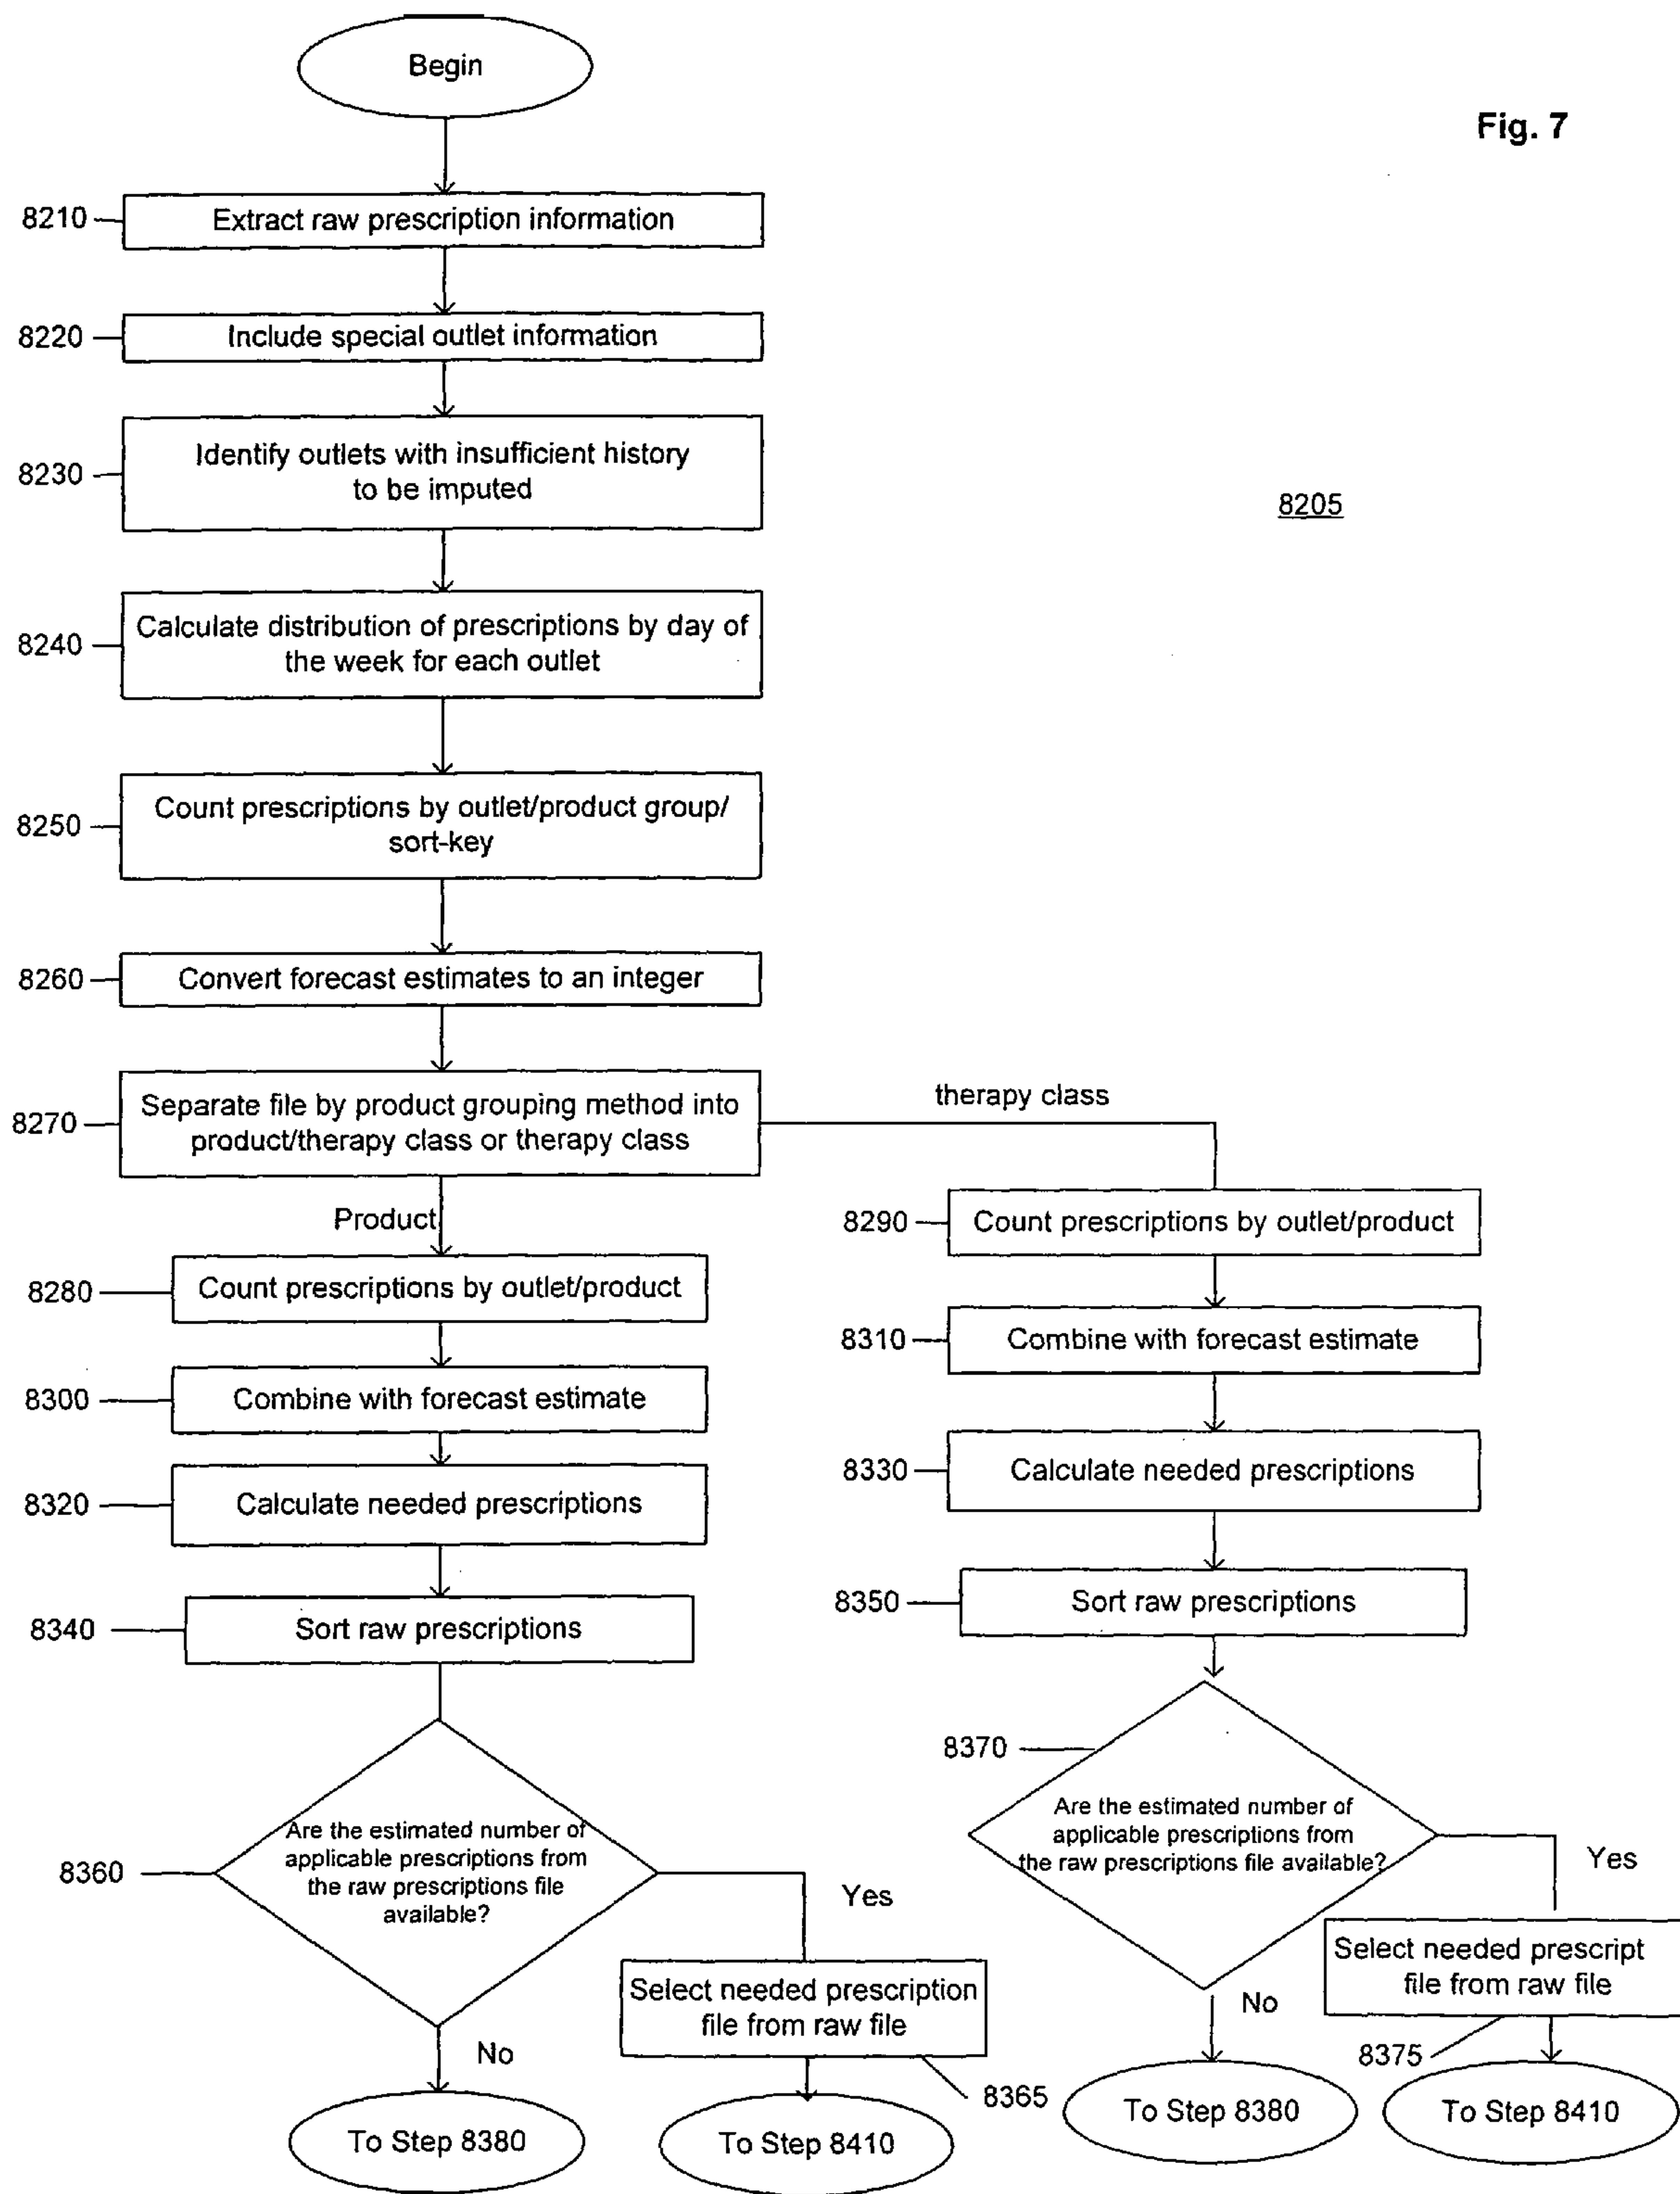 Begin
Fig. 7
8210
Extract raw prescription information
8220
Include special outlet information
8230
Identify outlets with insufficient history
to be imputed
8205
8240
Calculate distribution of prescriptions by day of
the week for each outlet
8250
Count prescriptions by outlet/product group/
sort-key
8260
Convert forecast estimates to an integer
8270
Separate file by product grouping method into
product/therapy class or therapy class
therapy class
Product
8280
Count prescriptions by outlet/product
8300
Combine with forecast estimate
8320
Calculate needed prescriptions
8340
Sort raw prescriptions
8360
Are the estimated number of
applicable prescriptions from
the raw prescriptions file
available?
Yes
Select needed prescription
file from raw file
8365
No
To Step 8380
To Step 8410
8290
Count prescriptions by outlet/product
8310
Combine with forecast estimate
8330
Calculate needed prescriptions
8350
Sort raw prescriptions
8370
Are the estimated number of
applicable prescriptions from
the raw prescriptions file available?
Yes
Select needed prescript
file from raw file
8375
No
To Step 8380
To Step 8410